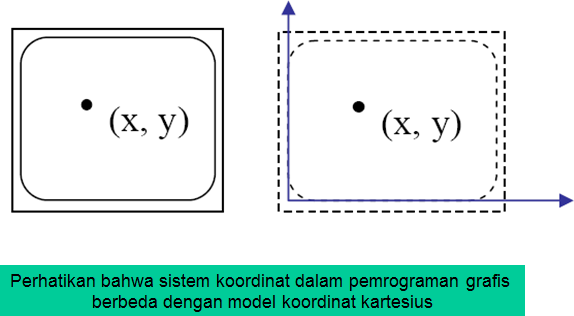 (x, y)
(x, y)
Perhatikan bahwa sistem koordinat dalam pemrograman grafis
berbeda dengan model koordinat kartesius